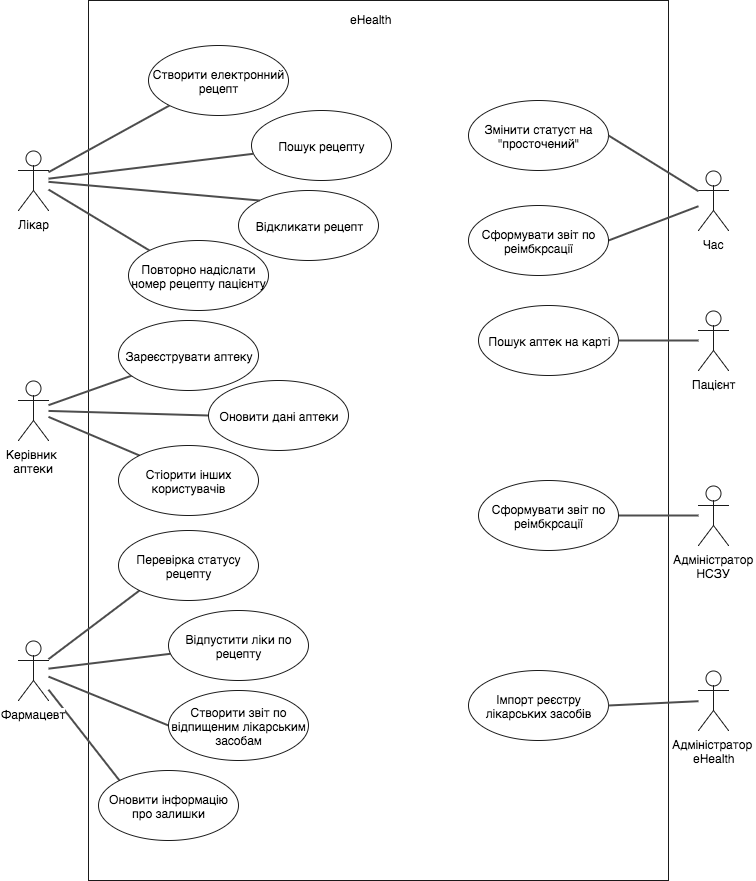 eHealth
Створити електронний
рецепт
Пошук рецепту
Відкликати рецепт
Повторно надіслати
номер рецепту пацієнту
Лікар
Зареєструвати аптеку
Оновити дані аптеки
Стіорити інших
користувачів
Керівник
аптеки
Перевірка статусу
рецепту
Відпустити ліки по
рецепту
Створити звіт по
відпищеним лікарським
засобам
Оновити інформацію
про залишки
Фармацевт
Змінити статуст на
"просточений"
Сформувати звіт по
реімбкрсації
Час
Пошук аптек на карті
Пацієнт
Сформувати звіт по
реімбкрсації
Адміністратор
НСЗУ
Імпорт реєстру
лікарських засобів
Адміністратор
eHealth